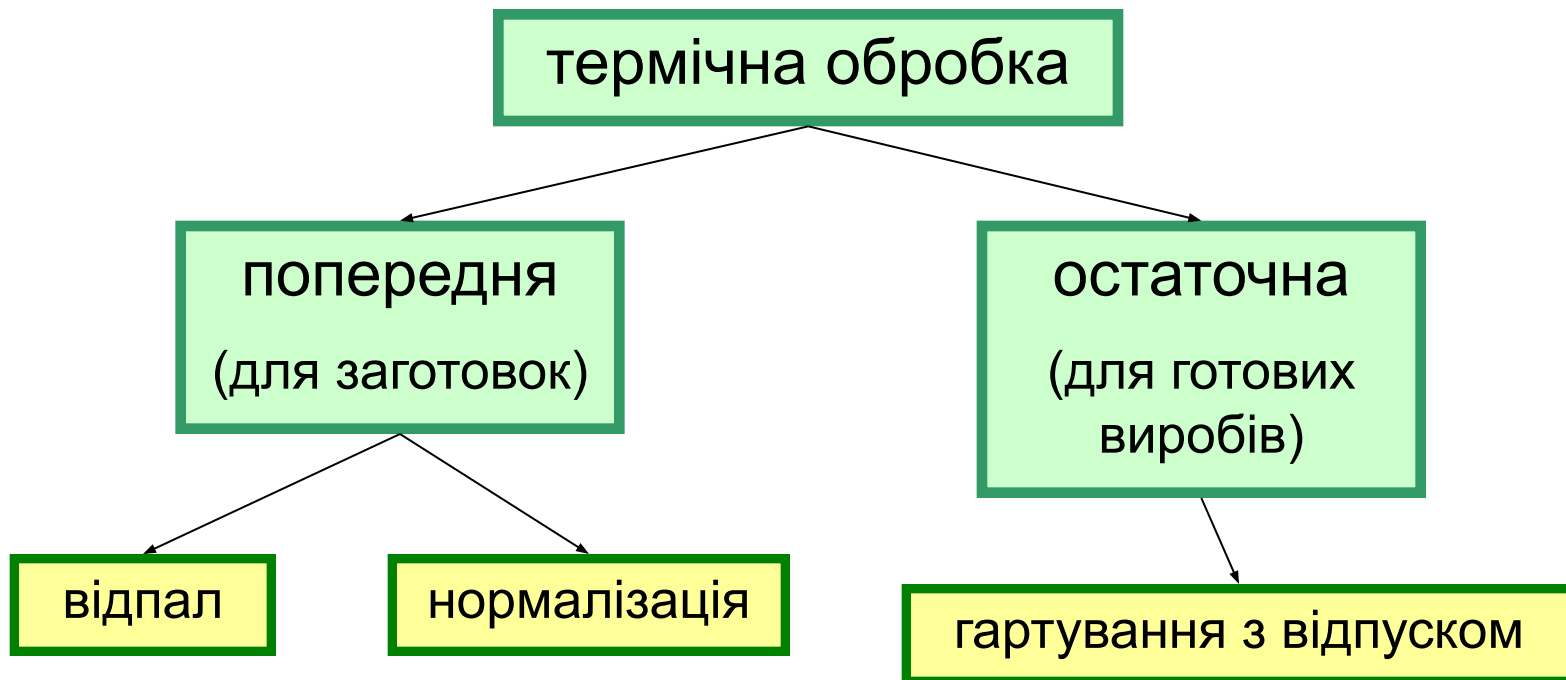 термічна обробка
попередня
(для заготовок)
остаточна
(для готових
виробів)
відпал
нормалізація
гартування з відпуском